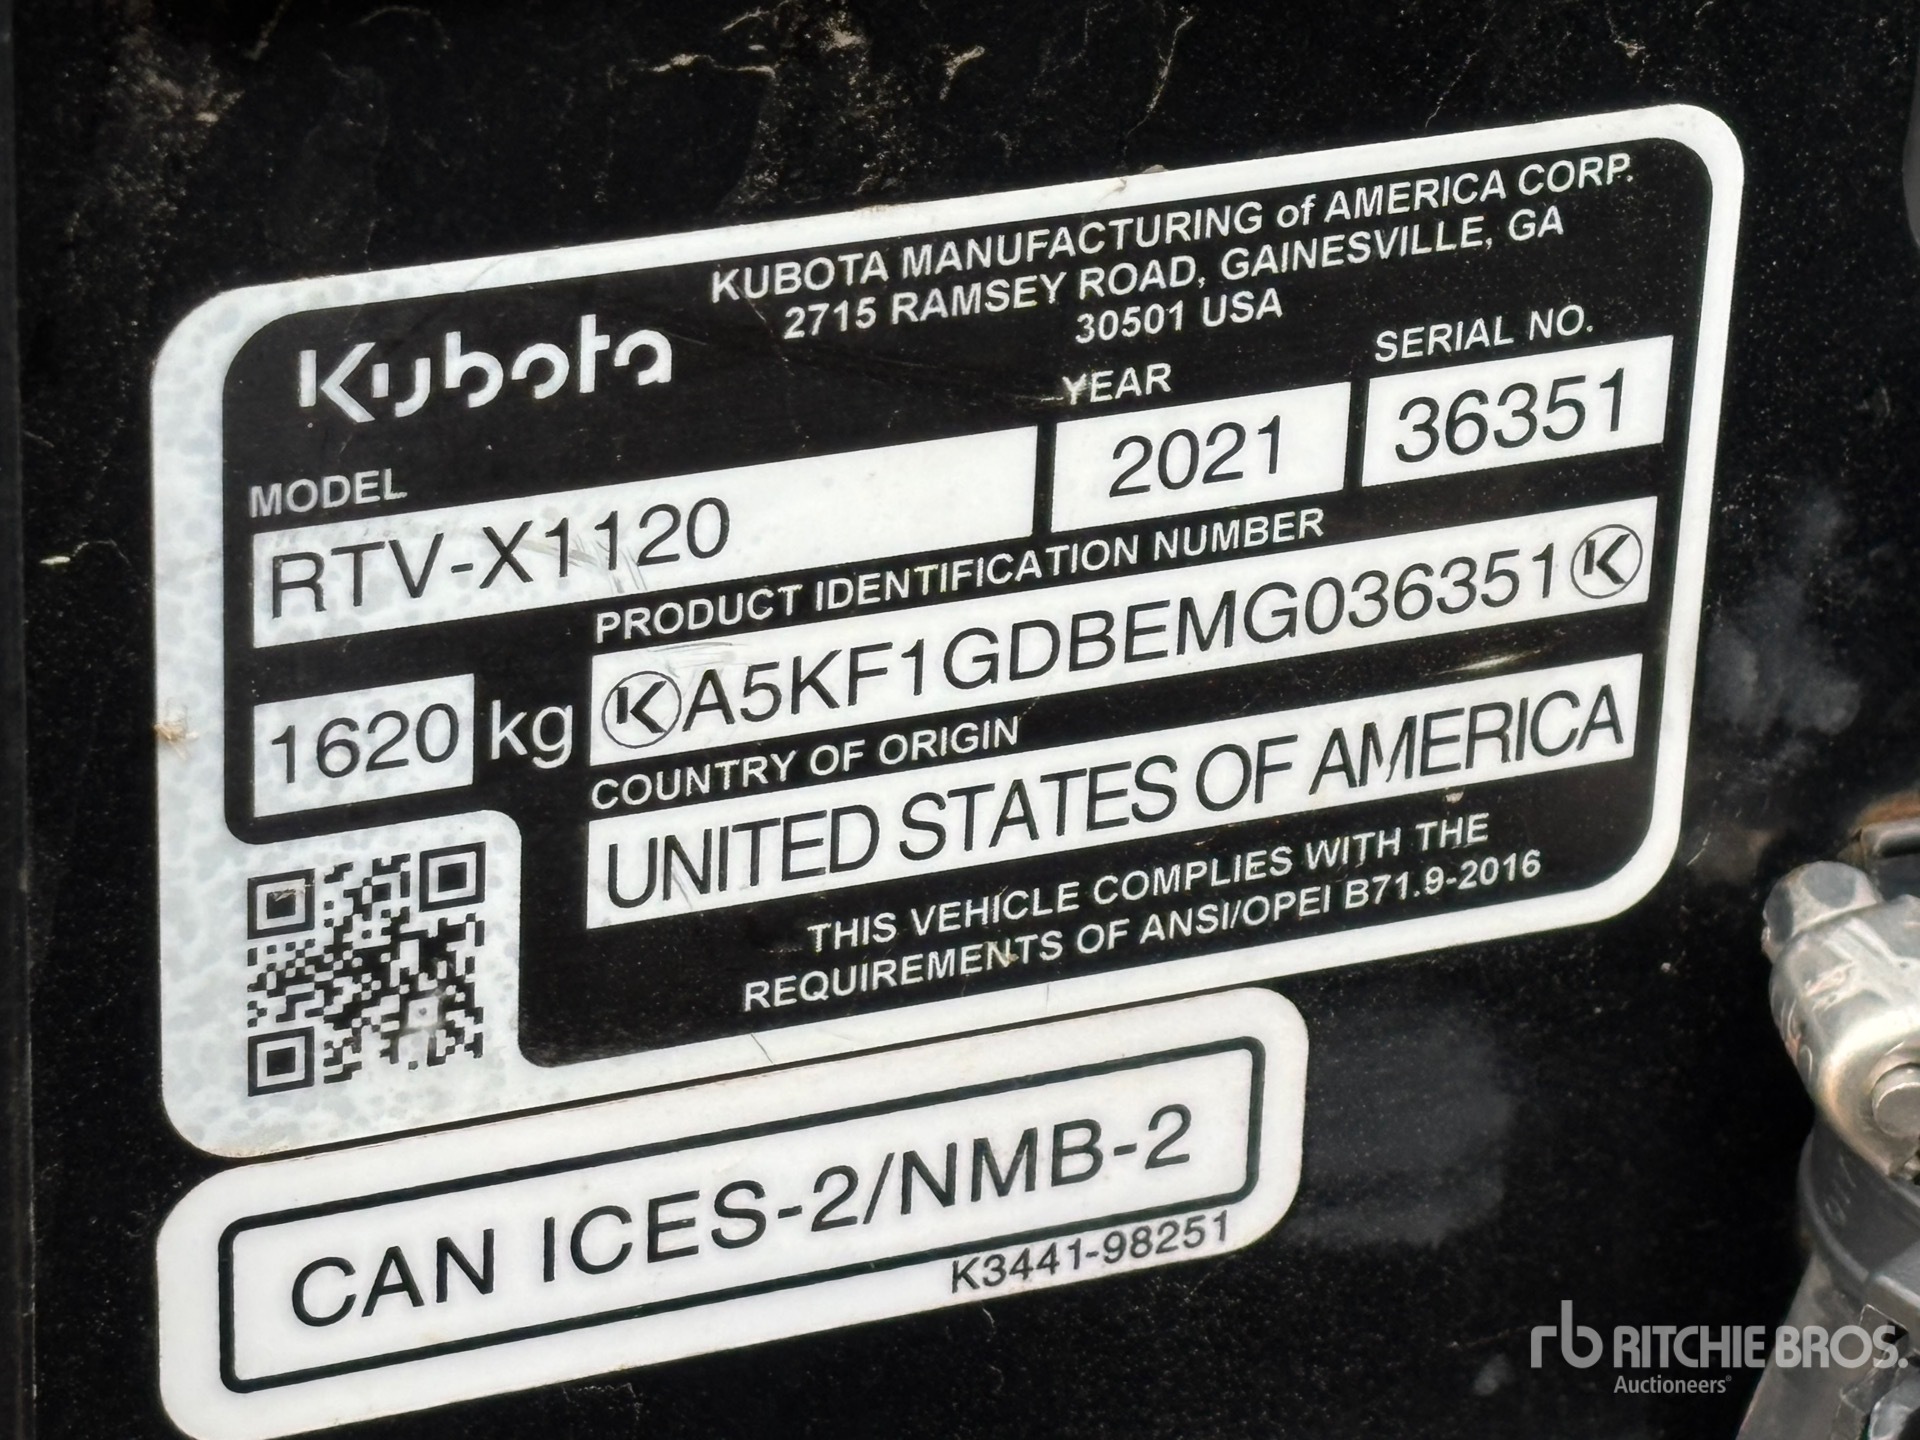 Kubota
KUBOTA MANUFACTURING of AMERICA CORP.
2715 RAMSEY ROAD, GAINESVILLE, GA
30501 USA
MODEL
RTV-X1120
YEAR
2021
SERIAL NO.
36351
PRODUCT IDENTIFICATION NUMBER
K A5KF1GDBEMG036351 K
1620 kg
COUNTRY OF ORIGIN
UNITED STATES OF AMERICA
THIS VEHICLE COMPLIES WITH THE
REQUIREMENTS OF ANSI/OPEI B71.9-2016
CAN ICES-2/NMB-2
K3441-98251
rb RITCHIE BROS.
Auctioneers®